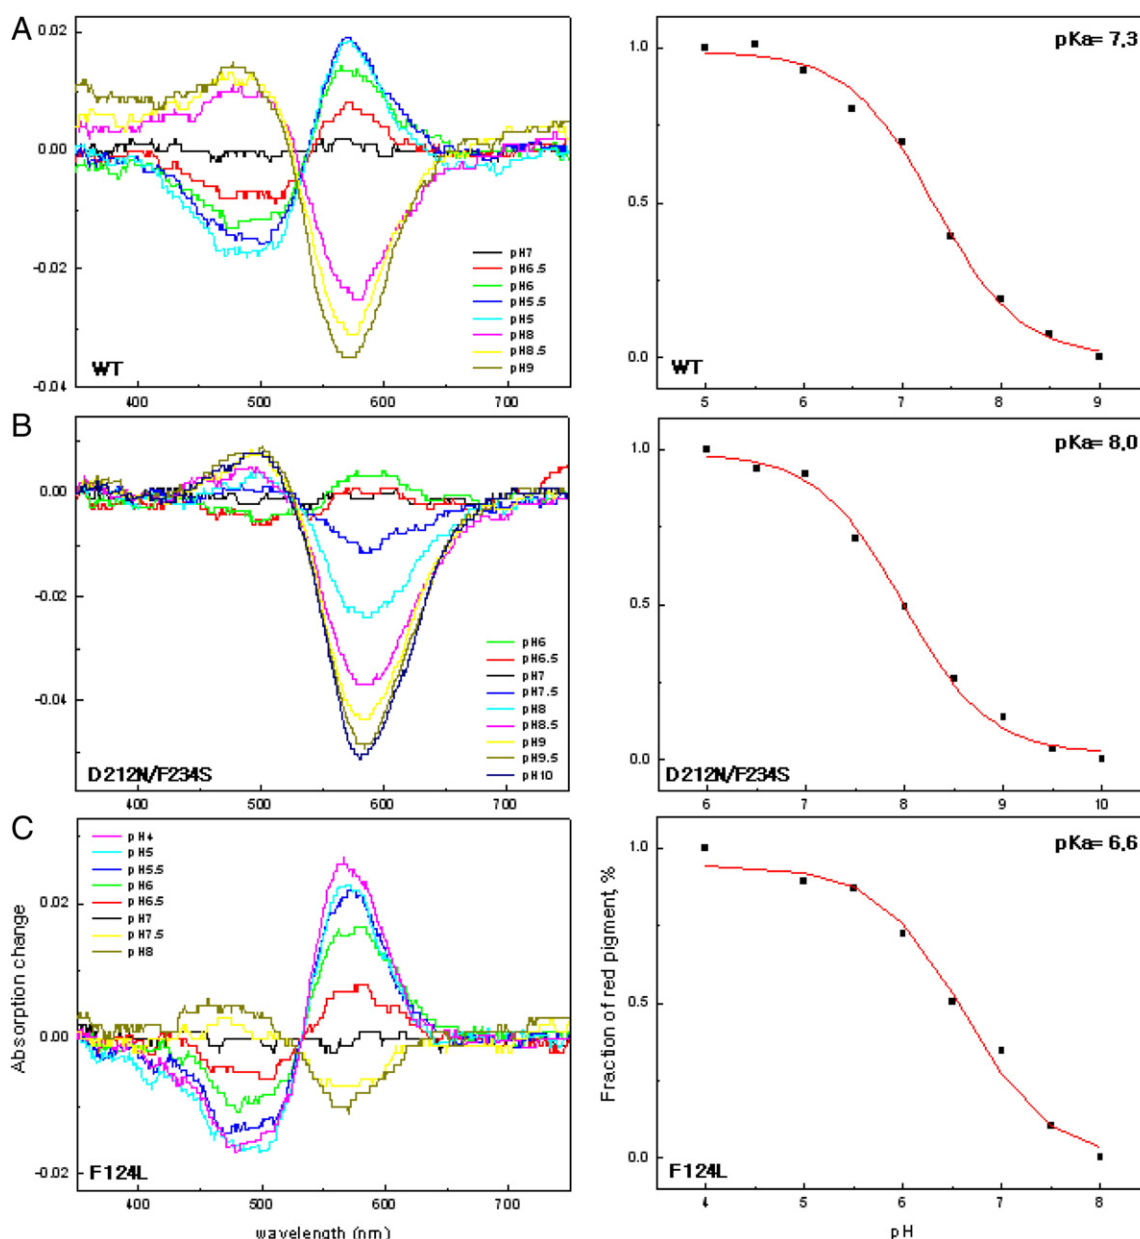 A
0.02
0.00
-0.02
-0.04
pH7
pH6.5
pH6
pH5.5
pH5
pH8
pH8.5
pH9
WT
400 500 600 700
pKa= 7.3
1.0
0.5
0.0
WT
5 6 7 8 9
B
0.00
-0.02
-0.04
pH6
pH6.5
pH7
pH7.5
pH8
pH8.5
pH9
pH9.5
pH10
D212N/F234S
400 500 600 700
pKa= 8.0
1.0
0.5
0.0
D212N/F234S
6 7 8 9 10
C
Absorption change
0.02
0.00
-0.02
pH4
pH5
pH5.5
pH6
pH6.5
pH7
pH7.5
pH8
F124L
400 500 600 700
wavelength (nm)
Fraction of red pigment, %
pKa= 6.6
1.0
0.5
0.0
F124L
4 5 6 7 8
pH